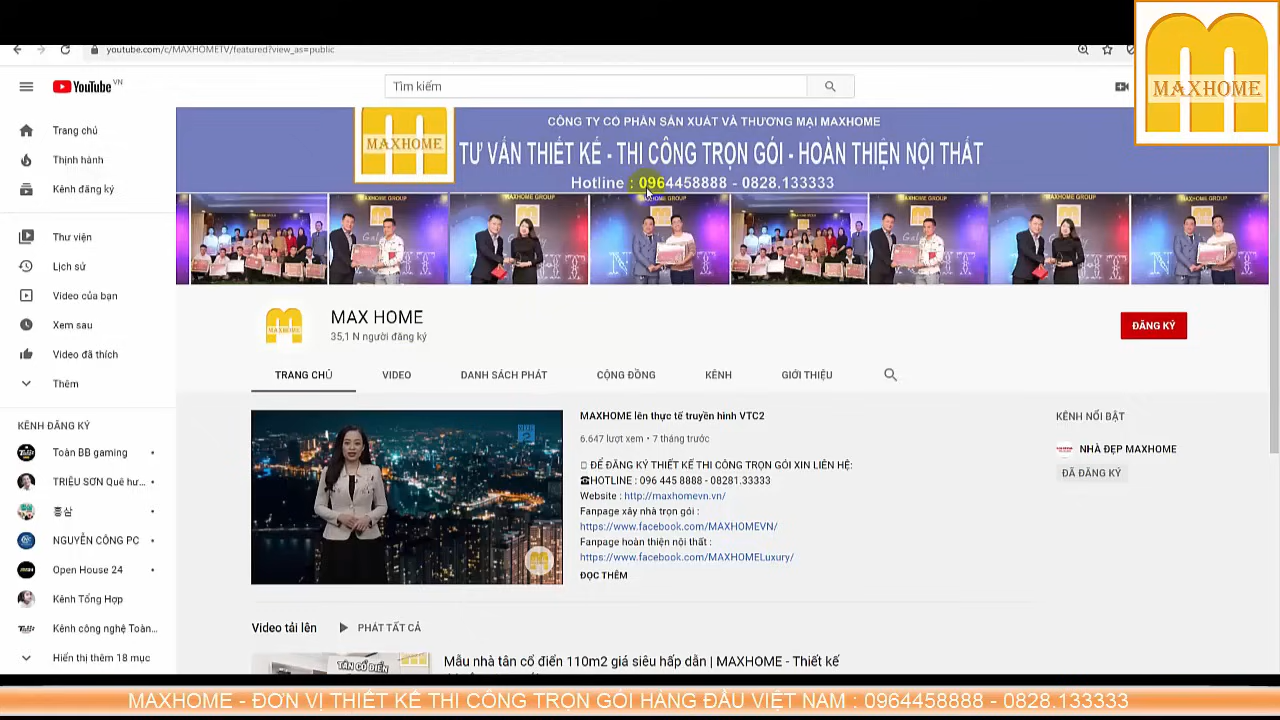 youtube.com/c/MAXHOMETV/featured?view_as=public
MAXHOME
YouTube VN
Tìm kiếm
Trang chủ
Thịnh hành
Kênh đăng ký
Thư viện
Lịch sử
Video của bạn
Xem sau
Video đã thích
Thêm
KÊNH ĐĂNG KÝ
Toàn BB gaming
TRIỆU SƠN Quê hư...
홍삼
NGUYỄN CÔNG PC
Open House 24
Kênh Tổng Hợp
Kênh công nghệ Toàn...
Hiển thị thêm 18 mục
MAXHOME
CÔNG TY CỔ PHẦN SẢN XUẤT VÀ THƯƠNG MẠI MAXHOME
TƯ VẤN THIẾT KẾ - THI CÔNG TRỌN GÓI - HOÀN THIỆN NỘI THẤT
Hotline : 0964458888 - 0828.133333
MAXHOME GROUP
MAX HOME
35,1 N người đăng ký
ĐĂNG KÝ
TRANG CHỦ
VIDEO
DANH SÁCH PHÁT
CỘNG ĐỒNG
KÊNH
GIỚI THIỆU
MAXHOME lên thực tế truyền hình VTC2
6.647 lượt xem • 7 tháng trước
ĐỂ ĐĂNG KÝ THIẾT KẾ THI CÔNG TRỌN GÓI XIN LIÊN HỆ:
☎HOTLINE : 096 445 8888 - 08281.33333
Website : http://maxhomevn.vn/
Fanpage xây nhà trọn gói :
https://www.facebook.com/MAXHOMEVN/
Fanpage hoàn thiện nội thất :
https://www.facebook.com/MAXHOMELuxury/
ĐỌC THÊM
KÊNH NỔI BẬT
NHÀ ĐẸP MAXHOME
ĐÃ ĐĂNG KÝ
Video tải lên
PHÁT TẤT CẢ
TÂN CỔ ĐIỂN
Mẫu nhà tân cổ điển 110m2 giá siêu hấp dẫn | MAXHOME - Thiết kế
MAXHOME - ĐƠN VỊ THIẾT KẾ THI CÔNG TRỌN GÓI HÀNG ĐẦU VIỆT NAM : 0964458888 - 0828.133333